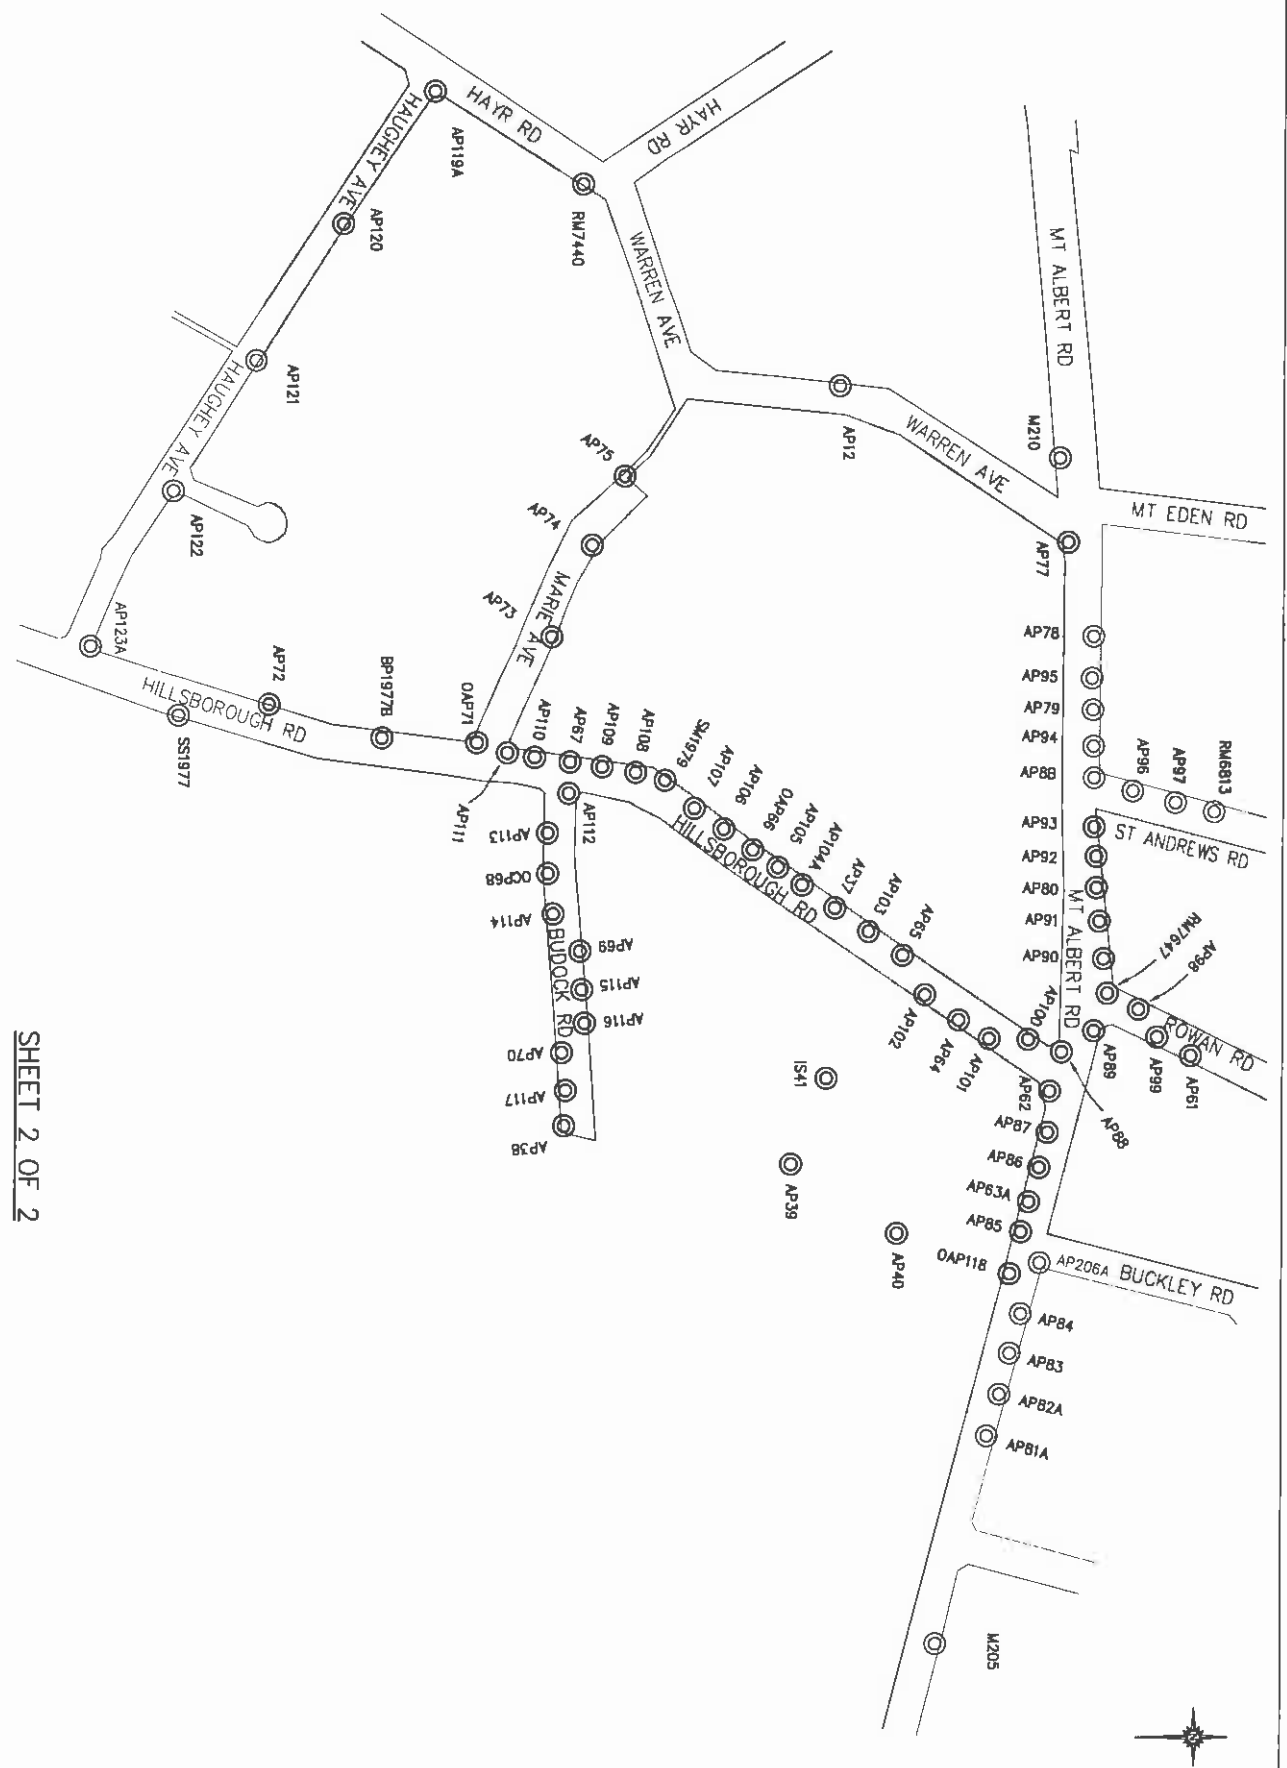 HAYR RD
HAYR RD
HAUGHEY AVE
AP119A
AP120
RM7440
WARREN AVE
MT ALBERT RD
AP121
HAUGHEY AVE
AP122
AP75
AP74
AP73
MARIE AVE
AP12
WARREN AVE
M210
MT EDEN RD
AP77
AP78
AP95
AP79
AP94
AP8B
AP96
AP97
RM6813
AP93
ST ANDREWS RD
AP92
AP80
AP91
AP90
MT ALBERT RD
RM7647
AP98
ROWAN RD
AP89
AP99
AP61
AP123A
AP72
HILLSBOROUGH RD
SS1977
BP1977B
OAP71
AP110
AP67
AP109
AP108
SM1979
AP107
AP106
OAP66
AP105
AP104A
AP37
AP103
AP65
HILLSBOROUGH RD
AP100
AP111
AP112
AP113
OCP68
AP114
BUDOCK RD
AP69
AP115
AP116
AP70
AP117
AP38
AP102
AP64
AP101
IS41
AP39
AP40
AP62
AP88
AP87
AP86
AP63A
AP85
OAP118
AP206A
BUCKLEY RD
AP84
AP83
AP82A
AP81A
M205
SHEET 2 OF 2